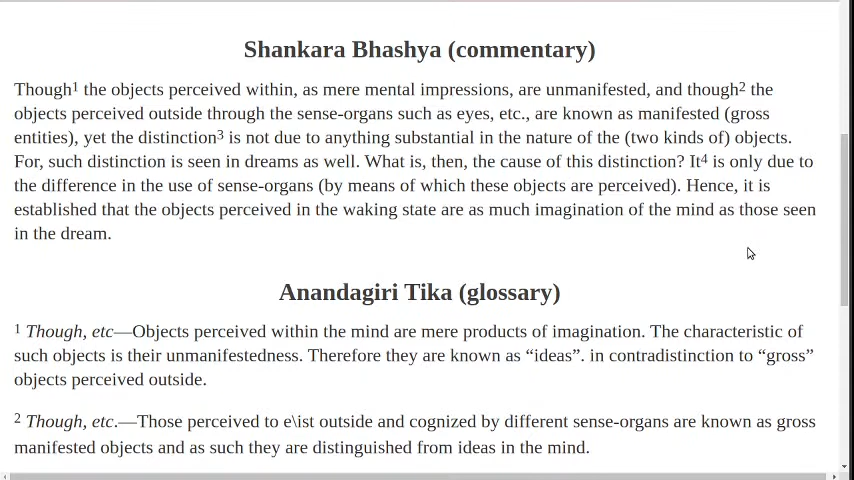 Shankara Bhashya (commentary)
Though1 the objects perceived within, as mere mental impressions, are unmanifested, and though2 the
objects perceived outside through the sense-organs such as eyes, etc., are known as manifested (gross
entities), yet the distinction3 is not due to anything substantial in the nature of the (two kinds of) objects.
For, such distinction is seen in dreams as well. What is, then, the cause of this distinction? It4 is only due to
the difference in the use of sense-organs (by means of which these objects are perceived). Hence, it is
established that the objects perceived in the waking state are as much imagination of the mind as those seen
in the dream.
Anandagiri Tika (glossary)
1 Though, etc—Objects perceived within the mind are mere products of imagination. The characteristic of
such objects is their unmanifestedness. Therefore they are known as “ideas”. in contradistinction to “gross”
objects perceived outside.
2 Though, etc.—Those perceived to e\ist outside and cognized by different sense-organs are known as gross
manifested objects and as such they are distinguished from ideas in the mind.